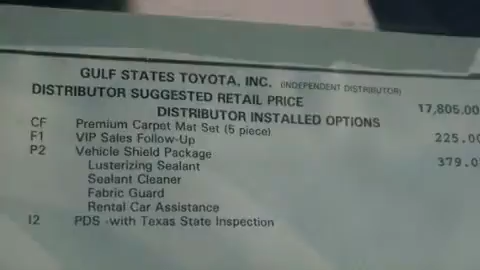 GULF STATES TOYOTA, INC. (INDEPENDENT DISTRIBUTOR)
DISTRIBUTOR SUGGESTED RETAIL PRICE 17,805.00
DISTRIBUTOR INSTALLED OPTIONS
CF Premium Carpet Mat Set (5 piece) 225.00
F1 VIP Sales Follow-Up
P2 Vehicle Shield Package 379.0
Lusterizing Sealant
Sealant Cleaner
Fabric Guard
Rental Car Assistance
I2 PDS -with Texas State Inspection